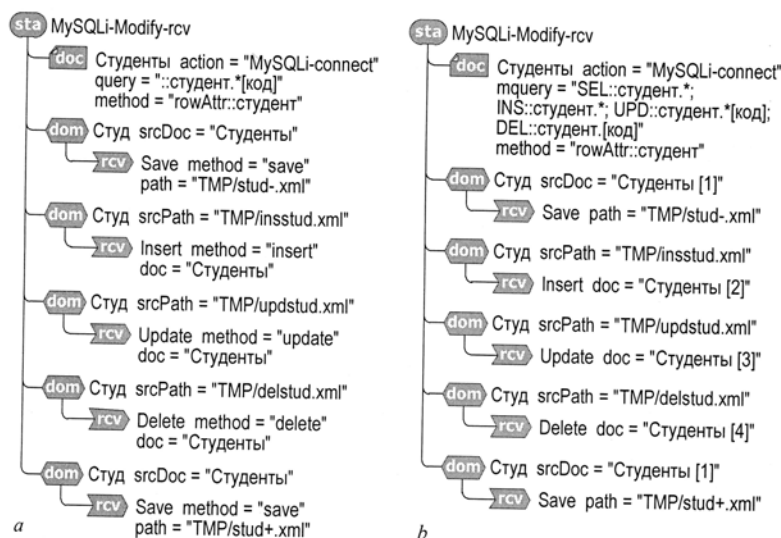 sta MySQLi-Modify-rcv
doc Студенты action = "MySQLi-connect"
query = "::студент.*[код]"
method = "rowAttr::студент"
dom Студ srcDoc = "Студенты"
rcv Save method = "save"
path = "TMP/stud-.xml"
dom Студ srcPath = "TMP/insstud.xml"
rcv Insert method = "insert"
doc = "Студенты"
dom Студ srcPath = "TMP/updstud.xml"
rcv Update method = "update"
doc = "Студенты"
dom Студ srcPath = "TMP/delstud.xml"
rcv Delete method = "delete"
doc = "Студенты"
dom Студ srcDoc = "Студенты"
rcv Save method = "save"
path = "TMP/stud+.xml"
a
sta MySQLi-Modify-rcv
doc Студенты action = "MySQLi-connect"
mquery = "SEL::студент.*;
INS::студент.*; UPD::студент.*[код];
DEL::студент.[код]"
method = "rowAttr::студент"
dom Студ srcDoc = "Студенты [1]"
rcv Save path = "TMP/stud-.xml"
dom Студ srcPath = "TMP/insstud.xml"
rcv Insert doc = "Студенты [2]"
dom Студ srcPath = "TMP/updstud.xml"
rcv Update doc = "Студенты [3]"
dom Студ srcPath = "TMP/delstud.xml"
rcv Delete doc = "Студенты [4]"
dom Студ srcDoc = "Студенты [1]"
rcv Save path = "TMP/stud+.xml"
b